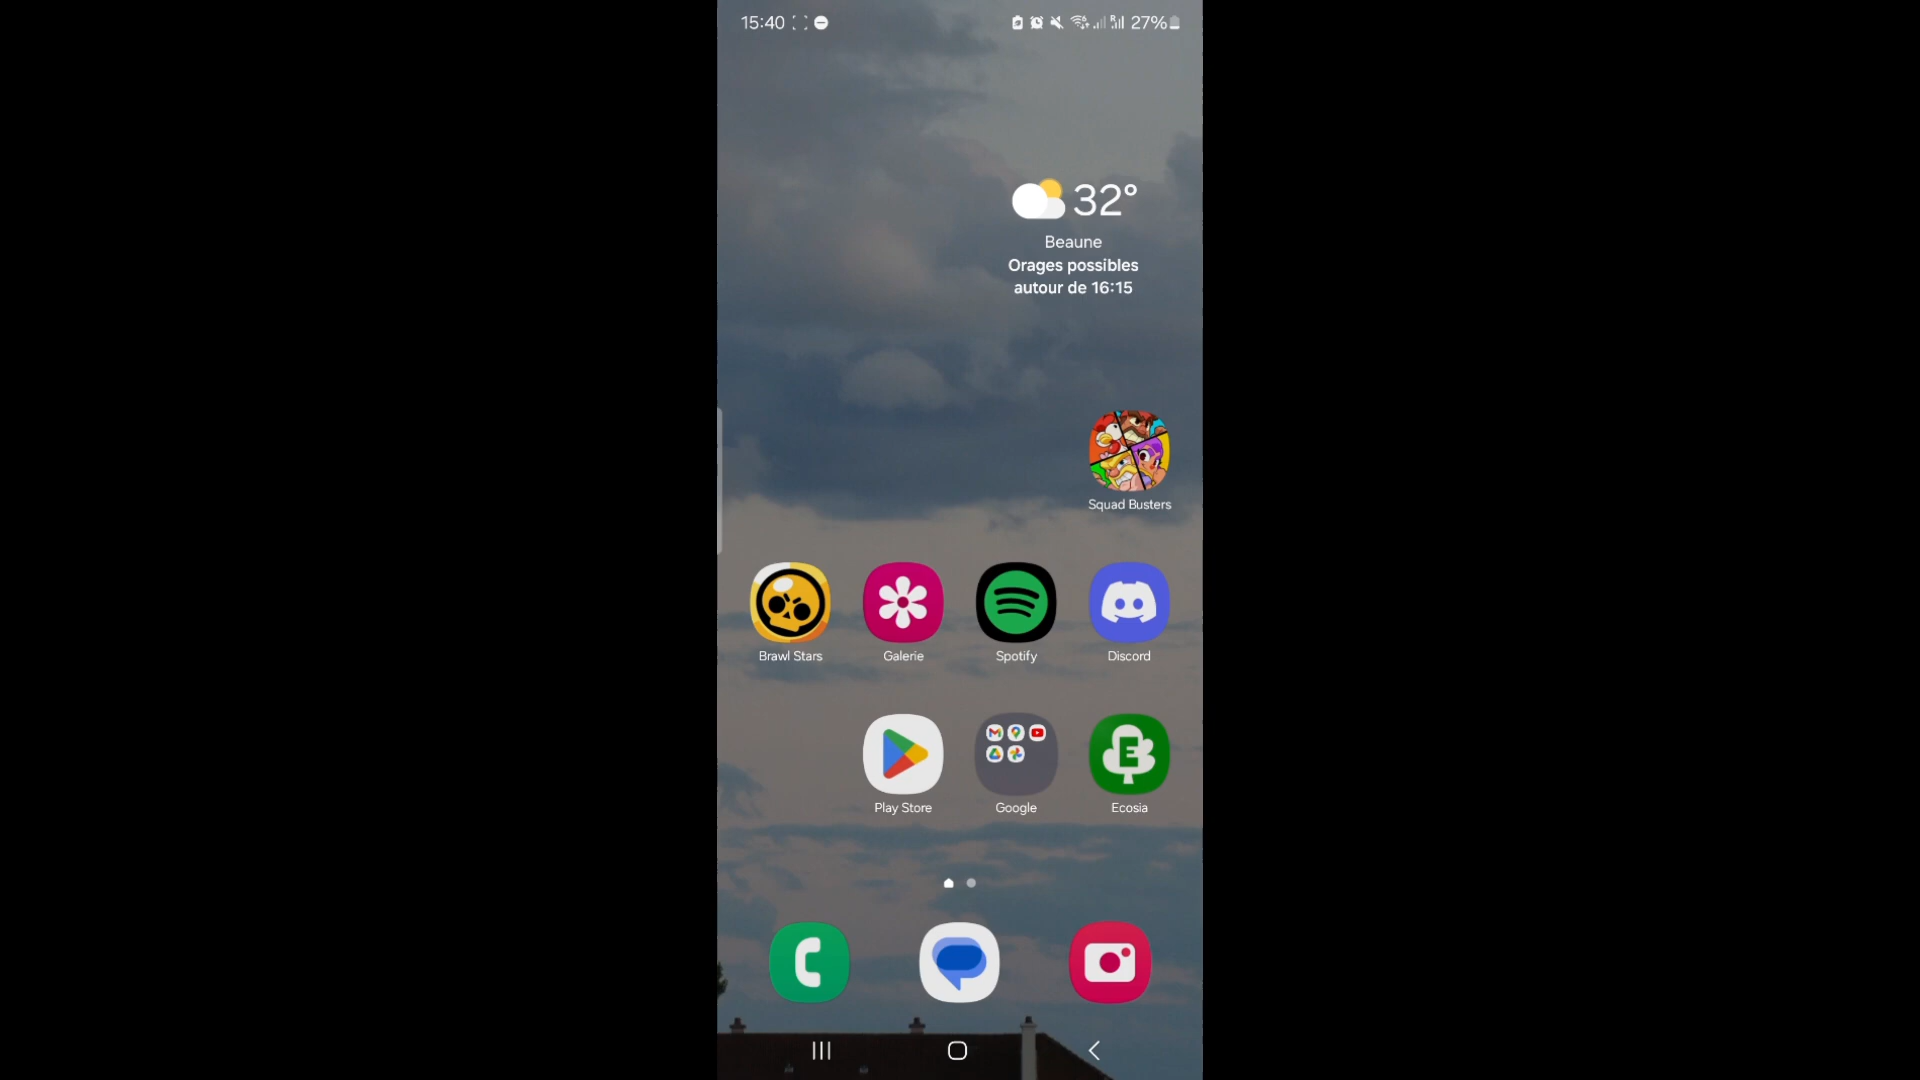 15:40
27%
32°
Beaune
Orages possibles
autour de 16:15
Squad Busters
Brawl Stars
Galerie
Spotify
Discord
Play Store
Google
Ecosia